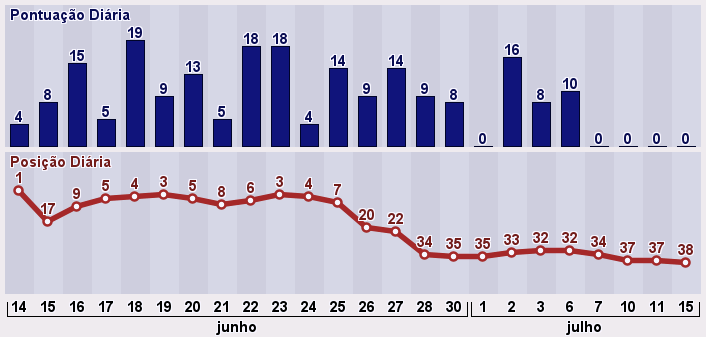 Pontuação Diária
4 8 15 5 19 9 13 5 18 18 4 14 9 14 9 8 0 16 8 10 0 0 0 0
Posição Diária
1 17 9 5 4 3 5 8 6 3 4 7 20 22 34 35 35 33 32 32 34 37 37 38
14 15 16 17 18 19 20 21 22 23 24 25 26 27 28 30 1 2 3 6 7 10 11 15
junho julho